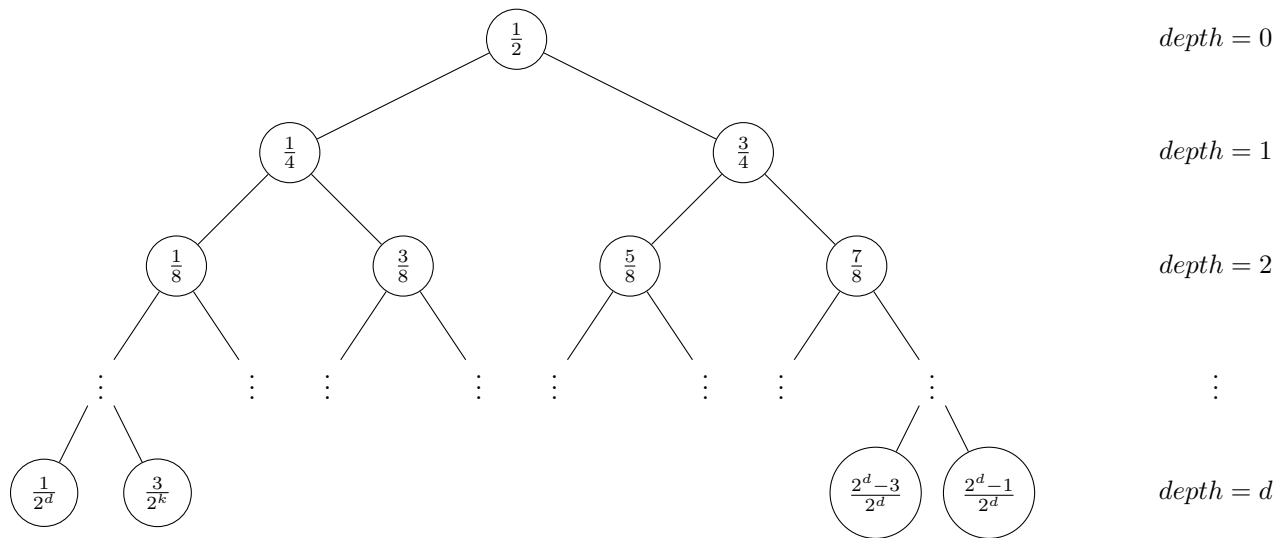 1/2 depth = 0
1/4 3/4 depth = 1
1/8 3/8 5/8 7/8 depth = 2
⋮ ⋮ ⋮ ⋮ ⋮ ⋮ ⋮ ⋮ ⋮
1/2^d 3/2^k 2^d−3/2^d 2^d−1/2^d depth = d